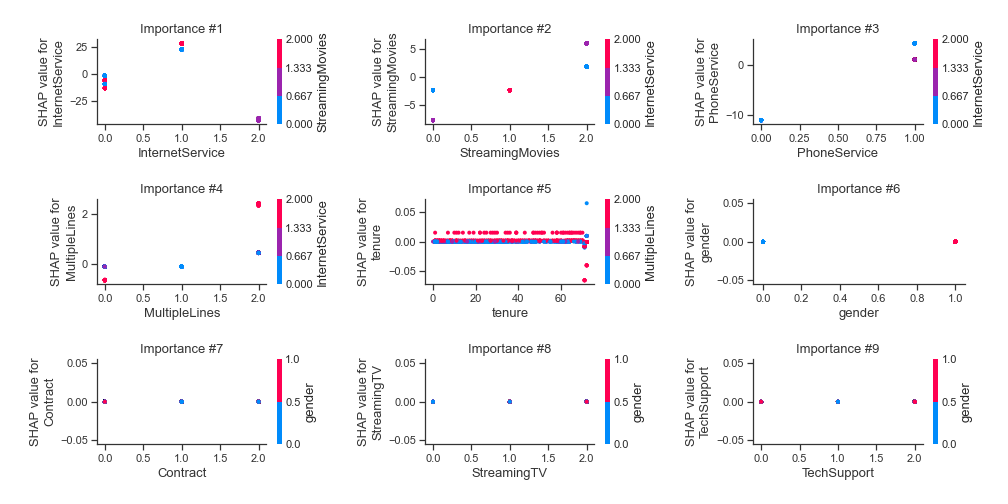 Importance #1
SHAP value for
InternetService
25
0
−25
0.0 0.5 1.0 1.5 2.0
InternetService
2.000
1.333
0.667
0.000
StreamingMovies
Importance #2
SHAP value for
StreamingMovies
5
0
−5
0.0 0.5 1.0 1.5 2.0
StreamingMovies
2.000
1.333
0.667
0.000
InternetService
Importance #3
SHAP value for
PhoneService
0
−10
0.00 0.25 0.50 0.75 1.00
PhoneService
2.000
1.333
0.667
0.000
InternetService
Importance #4
SHAP value for
MultipleLines
2
0
0.0 0.5 1.0 1.5 2.0
MultipleLines
2.000
1.333
0.667
0.000
InternetService
Importance #5
SHAP value for
tenure
0.05
0.00
−0.05
0 20 40 60
tenure
2.000
1.333
0.667
0.000
MultipleLines
Importance #6
SHAP value for
gender
0.05
0.00
−0.05
0.0 0.2 0.4 0.6 0.8 1.0
gender
Importance #7
SHAP value for
Contract
0.05
0.00
−0.05
0.0 0.5 1.0 1.5 2.0
Contract
1.0
0.5
0.0
gender
Importance #8
SHAP value for
StreamingTV
0.05
0.00
−0.05
0.0 0.5 1.0 1.5 2.0
StreamingTV
1.0
0.5
0.0
gender
Importance #9
SHAP value for
TechSupport
0.05
0.00
−0.05
0.0 0.5 1.0 1.5 2.0
TechSupport
1.0
0.5
0.0
gender